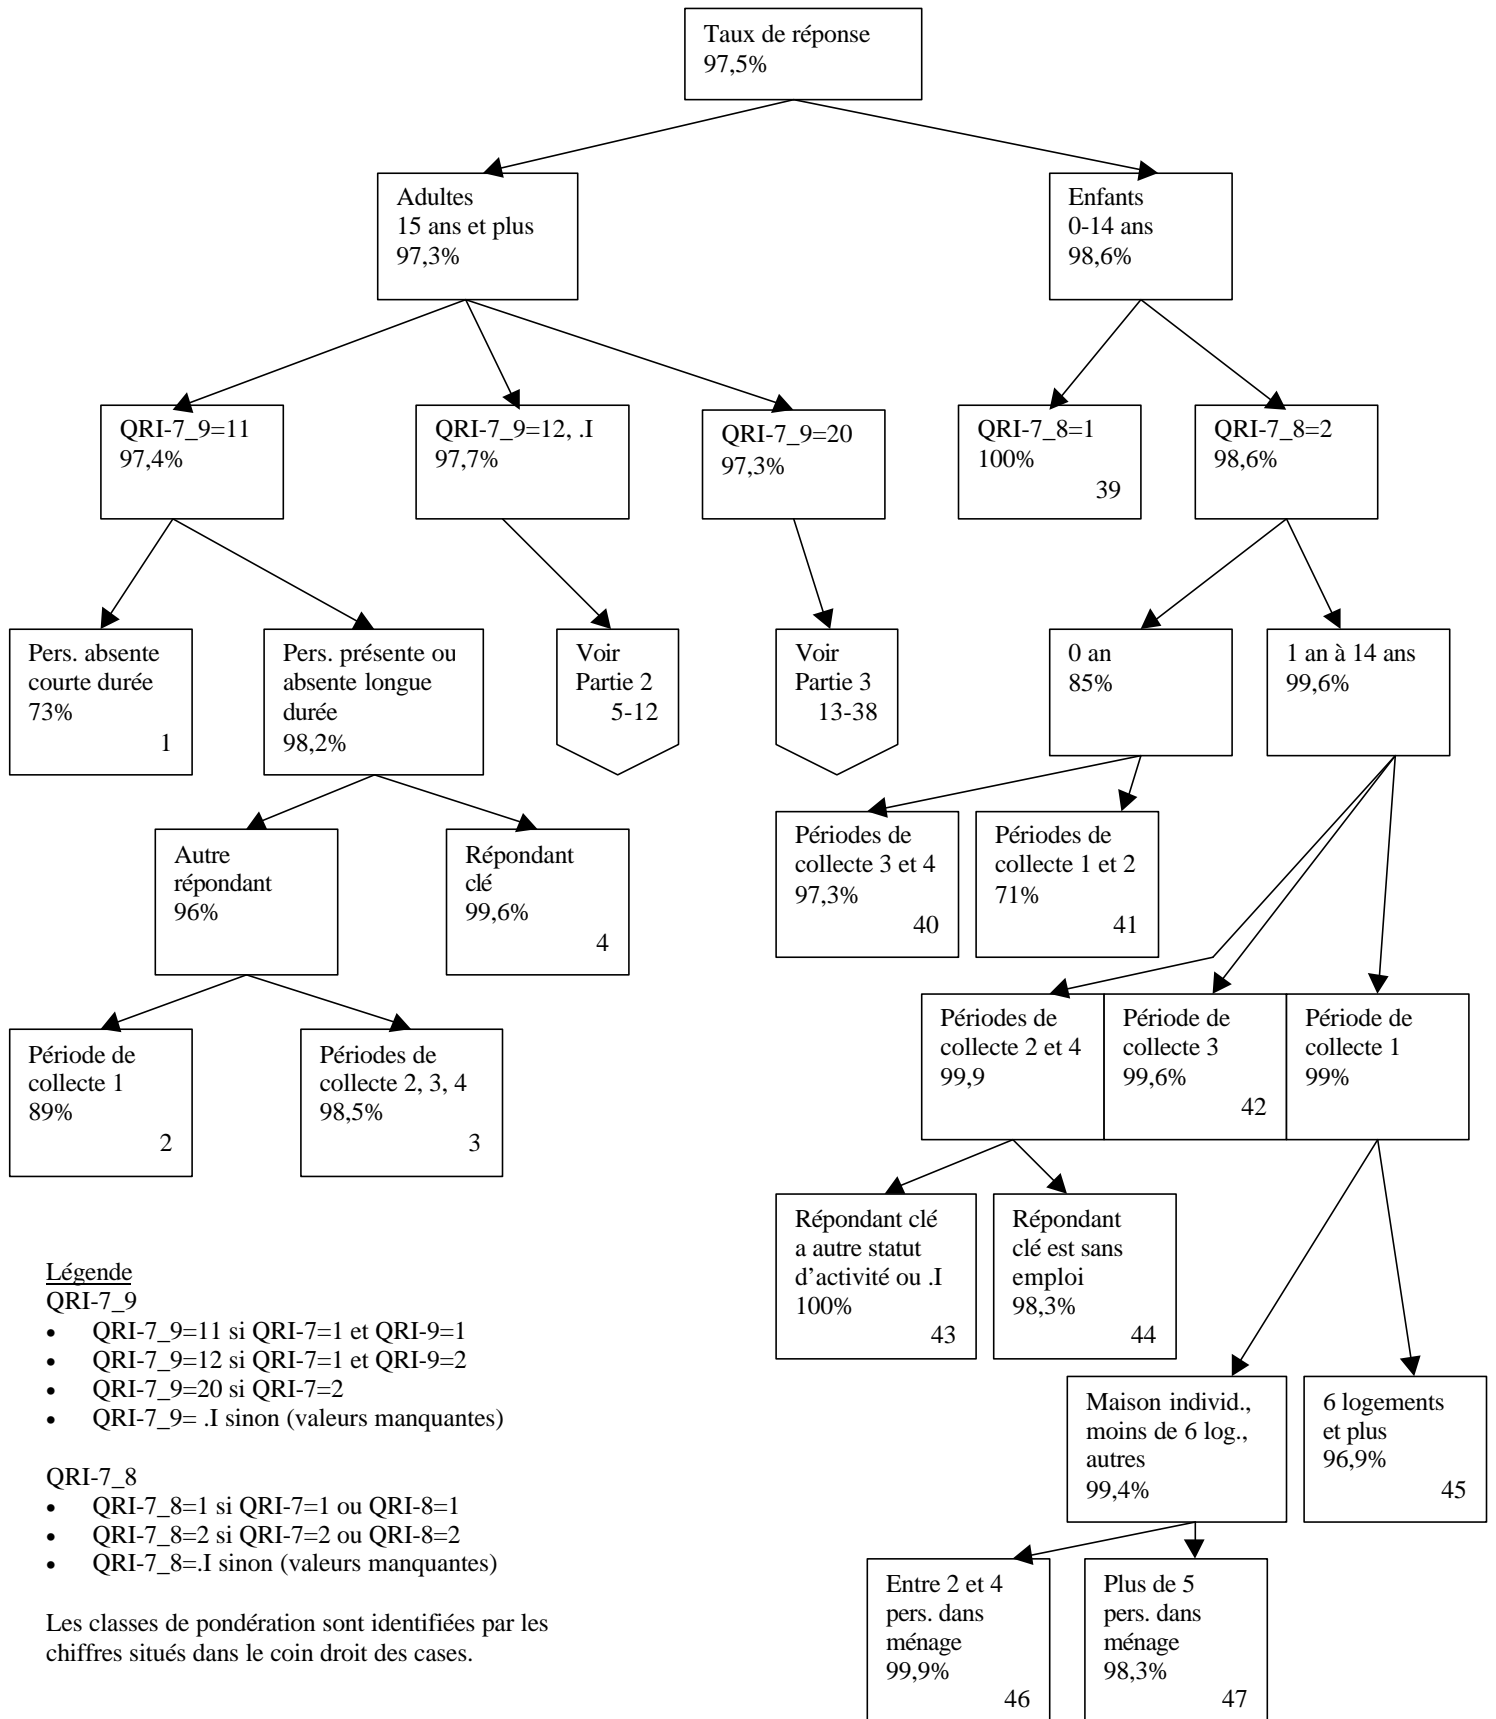 Taux de réponse
97,5%
Adultes
15 ans et plus
97,3%
Enfants
0-14 ans
98,6%
QRI-7_9=11
97,4%
QRI-7_9=12, .I
97,7%
QRI-7_9=20
97,3%
QRI-7_8=1
100%
39
QRI-7_8=2
98,6%
Pers. absente
courte durée
73%
1
Pers. présente ou
absente longue
durée
98,2%
Voir
Partie 2
5-12
Voir
Partie 3
13-38
0 an
85%
1 an à 14 ans
99,6%
Autre
répondant
96%
Répondant
clé
99,6%
4
Périodes de
collecte 3 et 4
97,3%
40
Périodes de
collecte 1 et 2
71%
41
Période de
collecte 1
89%
2
Périodes de
collecte 2, 3, 4
98,5%
3
Périodes de
collecte 2 et 4
99,9
Période de
collecte 3
99,6%
42
Période de
collecte 1
99%
Répondant clé
a autre statut
d’activité ou .I
100%
43
Répondant
clé est sans
emploi
98,3%
44
Maison individ.,
moins de 6 log.,
autres
99,4%
6 logements
et plus
96,9%
45
Entre 2 et 4
pers. dans
ménage
99,9%
46
Plus de 5
pers. dans
ménage
98,3%
47
Légende
QRI-7_9
• QRI-7_9=11 si QRI-7=1 et QRI-9=1
• QRI-7_9=12 si QRI-7=1 et QRI-9=2
• QRI-7_9=20 si QRI-7=2
• QRI-7_9= .I sinon (valeurs manquantes)
QRI-7_8
• QRI-7_8=1 si QRI-7=1 ou QRI-8=1
• QRI-7_8=2 si QRI-7=2 ou QRI-8=2
• QRI-7_8=.I sinon (valeurs manquantes)
Les classes de pondération sont identifiées par les
chiffres situés dans le coin droit des cases.